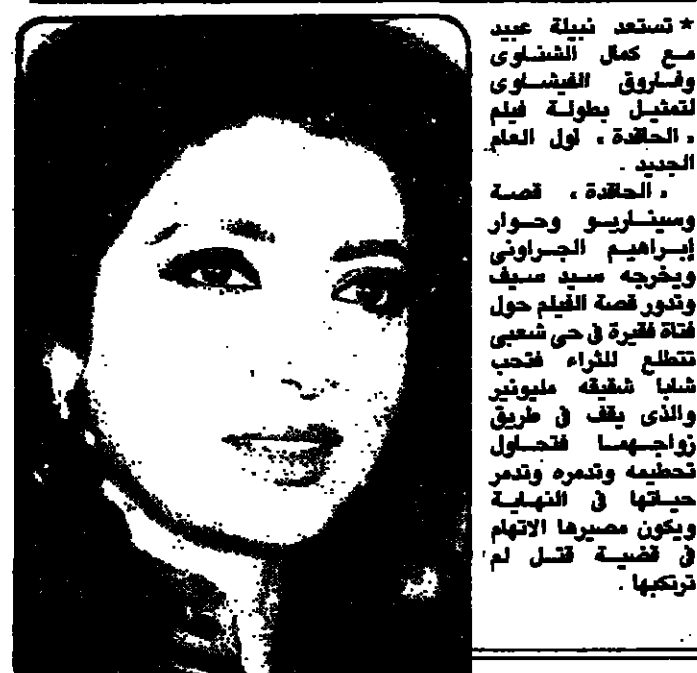 * تستعد نبيلة عبيد
مع كمال الشناوى
وفاروق الفيشاوى
لتمثيل بطولة فيلم
« الحاقدة » اول العام
الجديد .
« الحاقدة » قصة
وسيناريو وحوار
إبراهيم الجراونى
ويخرجه سيد سيف
وتدور قصة الفيلم حول
فتاة فقيرة فى حى شعبى
تتطلع للثراء فتحب
شابا شقيقه مليونير
والذى يقف فى طريق
زواجهما فتحاول
تحطيمه وتدمره وتدمر
حياتها فى النهاية
ويكون مصيرها الاتهام
فى قضية قتل لم
ترتكبها .